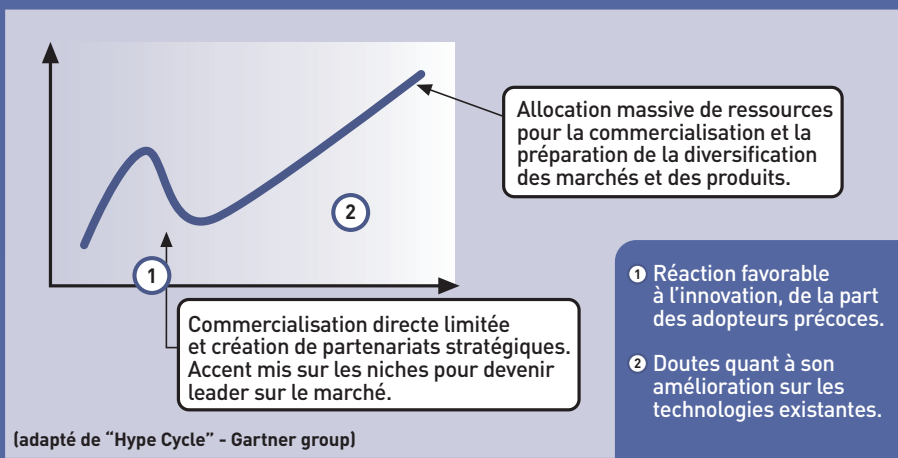 Allocation massive de ressources
pour la commercialisation et la
préparation de la diversification
des marchés et des produits.
2
1
Commercialisation directe limitée
et création de partenariats stratégiques.
Accent mis sur les niches pour devenir
leader sur le marché.
1 Réaction favorable
à l’innovation, de la part
des adopteurs précoces.
2 Doutes quant à son
amélioration sur les
technologies existantes.
(adapté de “Hype Cycle” - Gartner group)